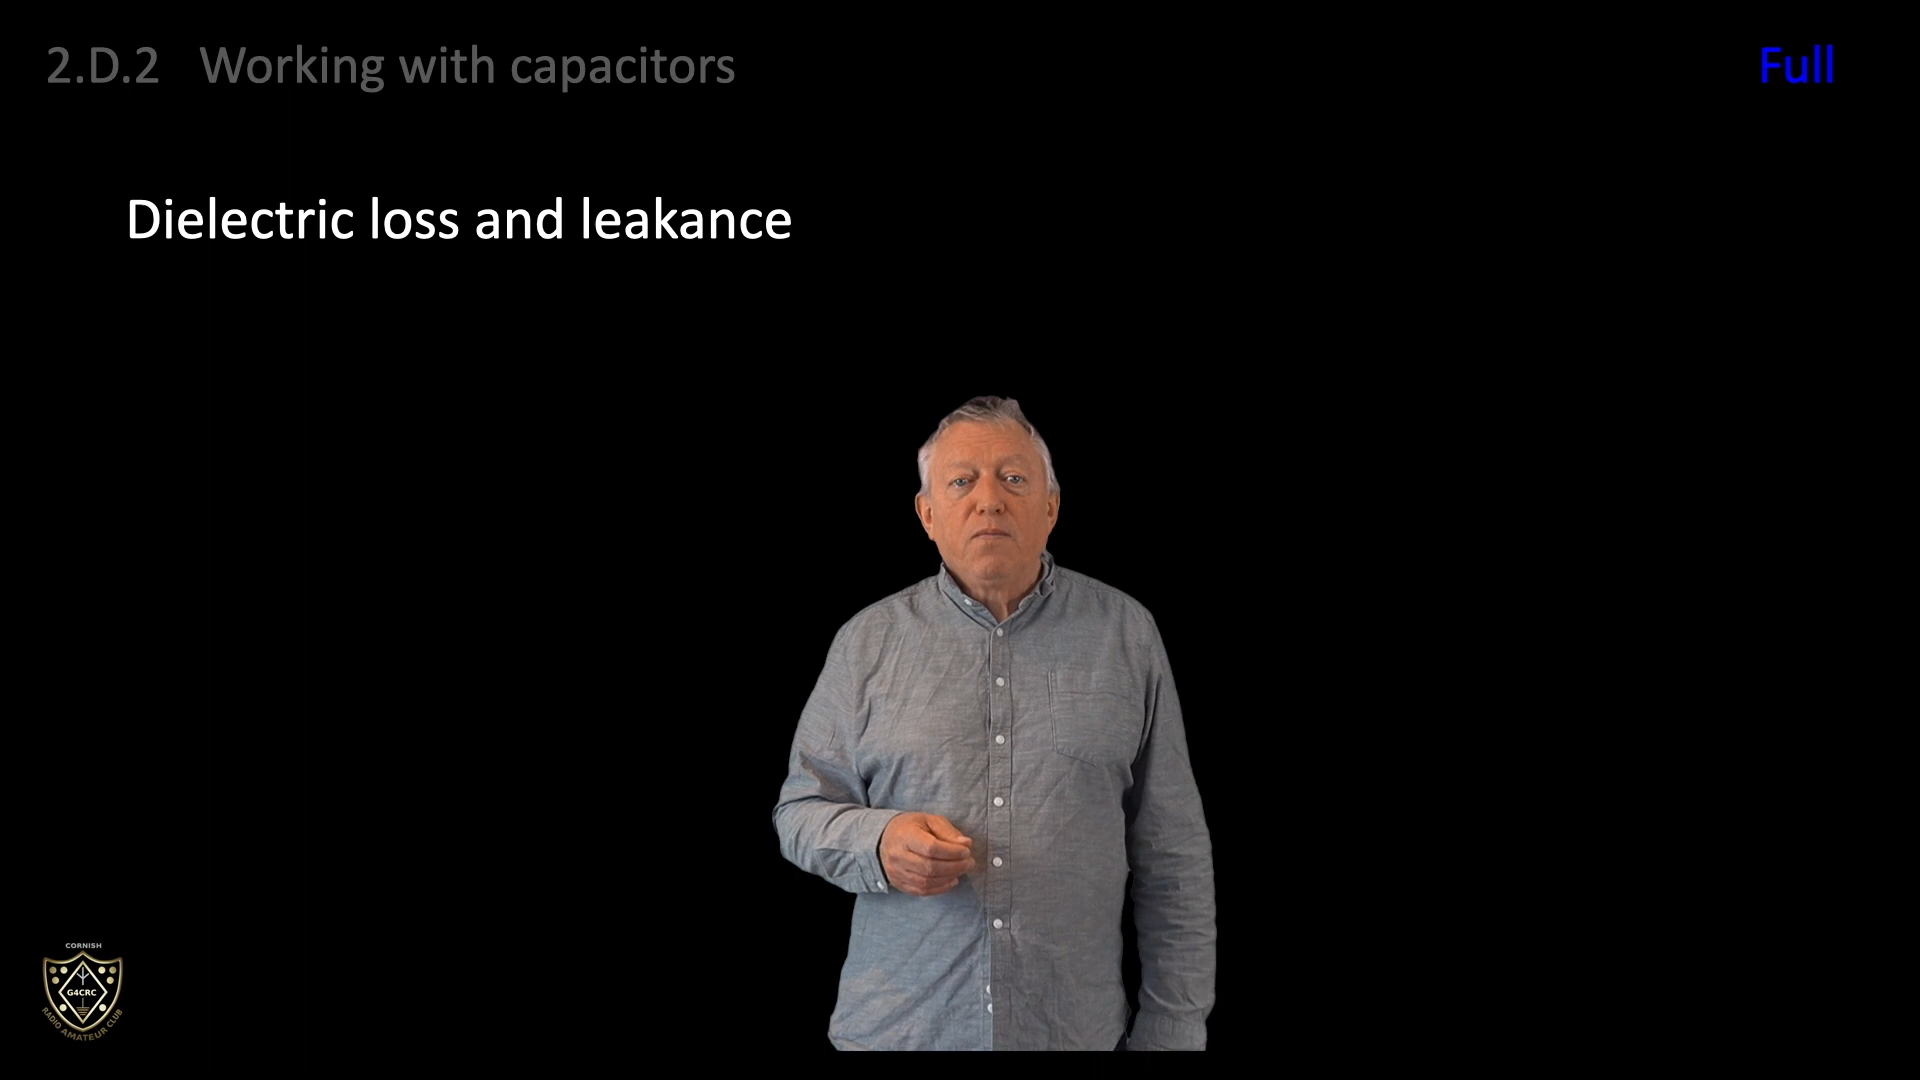 2.D.2 Working with capacitors
Full
Dielectric loss and leakance
CORNISH
G4CRC
RADIO AMATEUR CLUB